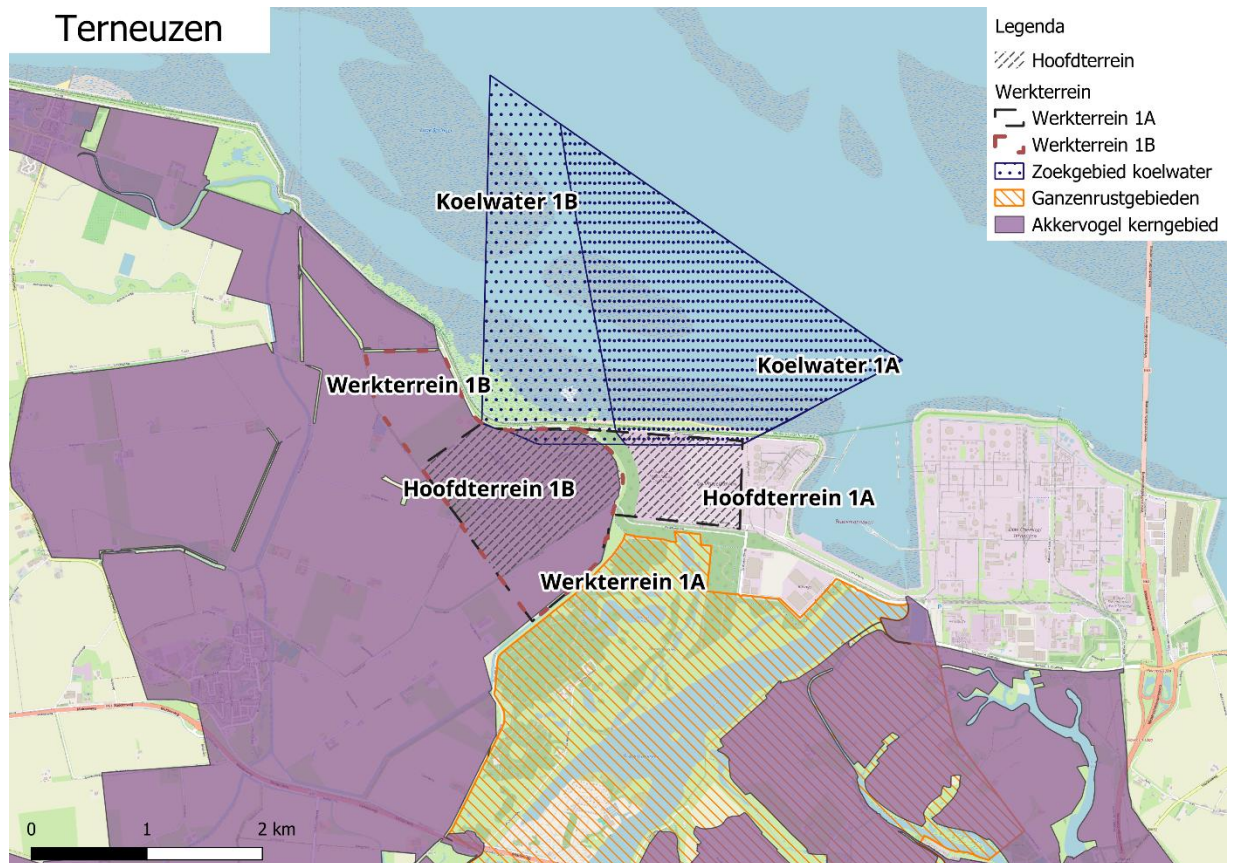 Terneuzen
Legenda
Hoofdterrein
Werkterrein
Werkterrein 1A
Werkterrein 1B
Zoekgebied koelwater
Ganzenrustgebieden
Akkervogel kerngebied
Koelwater 1B
Koelwater 1A
Werkterrein 1B
Hoofdterrein 1B
Hoofdterrein 1A
Werkterrein 1A
0 1 2 km